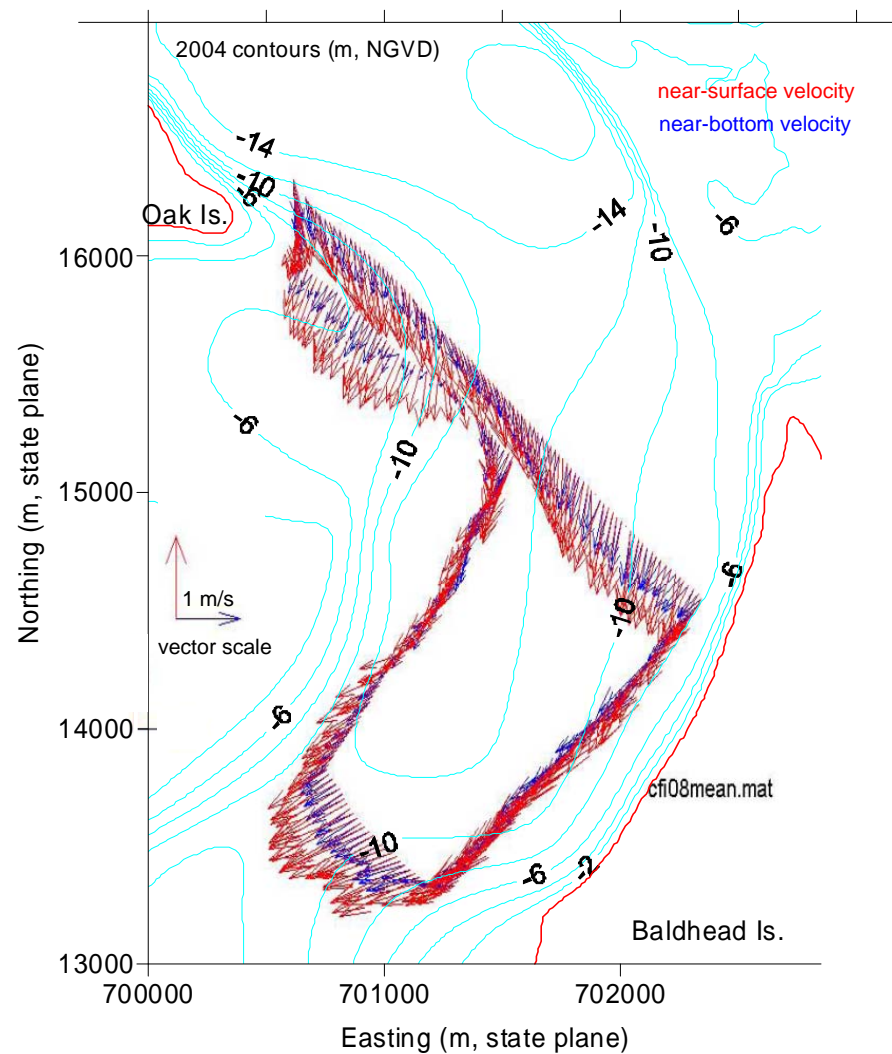 2004 contours (m, NGVD)
near-surface velocity
near-bottom velocity
-14
-10
-6
Oak Is.
-14
-6
-10
16000
-6
-10
15000
-6
1 m/s
-10
vector scale
-6
14000
cfi08mean.mat
-10
-6
-2
Baldhead Is.
13000
700000
701000
702000
Northing (m, state plane)
Easting (m, state plane)